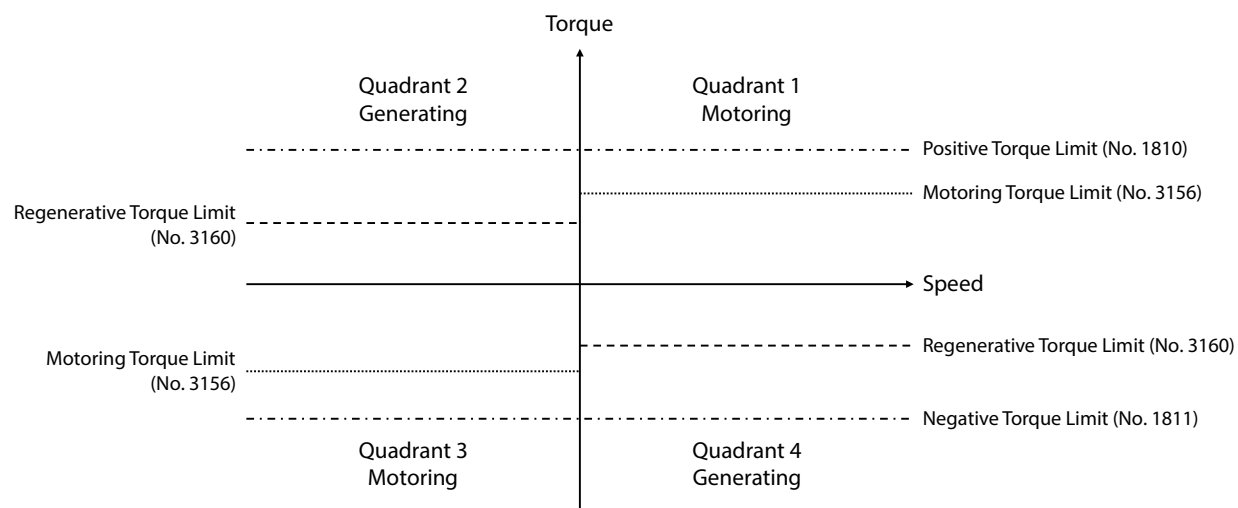 Torque
Quadrant 2
Generating
Quadrant 1
Motoring
Positive Torque Limit (No. 1810)
Motoring Torque Limit (No. 3156)
Regenerative Torque Limit
(No. 3160)
Speed
Regenerative Torque Limit (No. 3160)
Motoring Torque Limit
(No. 3156)
Negative Torque Limit (No. 1811)
Quadrant 3
Motoring
Quadrant 4
Generating